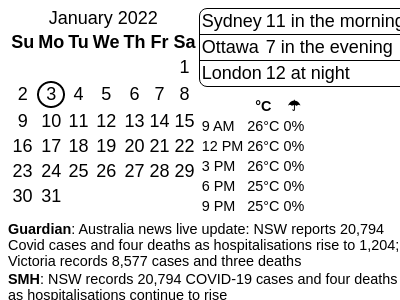 January 2022
Su Mo Tu We Th Fr Sa
1
2 3 4 5 6 7 8
9 10 11 12 13 14 15
16 17 18 19 20 21 22
23 24 25 26 27 28 29
30 31
Sydney 11 in the morning
Ottawa 7 in the evening
London 12 at night
°C ☂
9 AM 26°C 0%
12 PM 26°C 0%
3 PM 26°C 0%
6 PM 25°C 0%
9 PM 25°C 0%
Guardian: Australia news live update: NSW reports 20,794
Covid cases and four deaths as hospitalisations rise to 1,204;
Victoria records 8,577 cases and three deaths
SMH: NSW records 20,794 COVID-19 cases and four deaths
as hospitalisations continue to rise